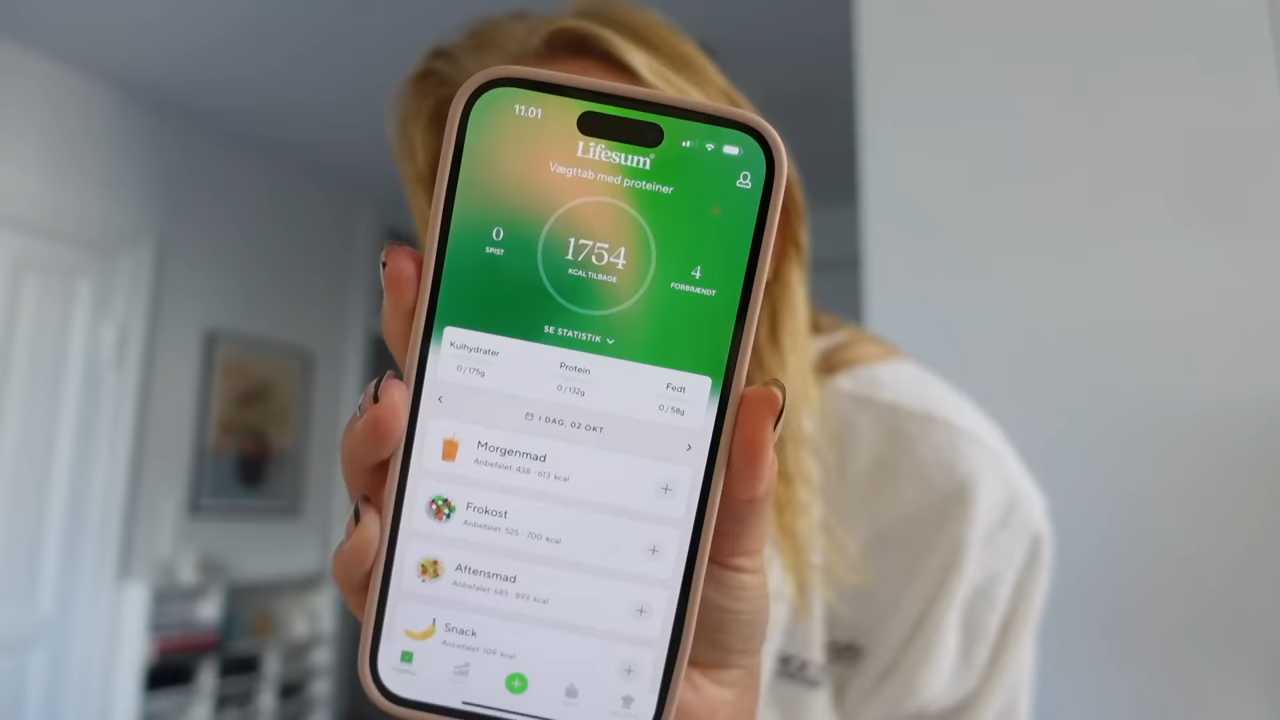 11.01
Lifesum®
Vægttab med proteiner
0
SPIST
1754
KCAL TILBAGE
4
FORBRÆNDT
SE STATISTIK
Kulhydrater
0 / 175g
Protein
0 / 132g
Fedt
0 / 58g
I DAG, 02 OKT.
Morgenmad
Anbefalet: 438 - 613 kcal
Frokost
Anbefalet: 525 - 700 kcal
Aftensmad
Anbefalet: 683 - 893 kcal
Snack
Anbefalet: 109 kcal